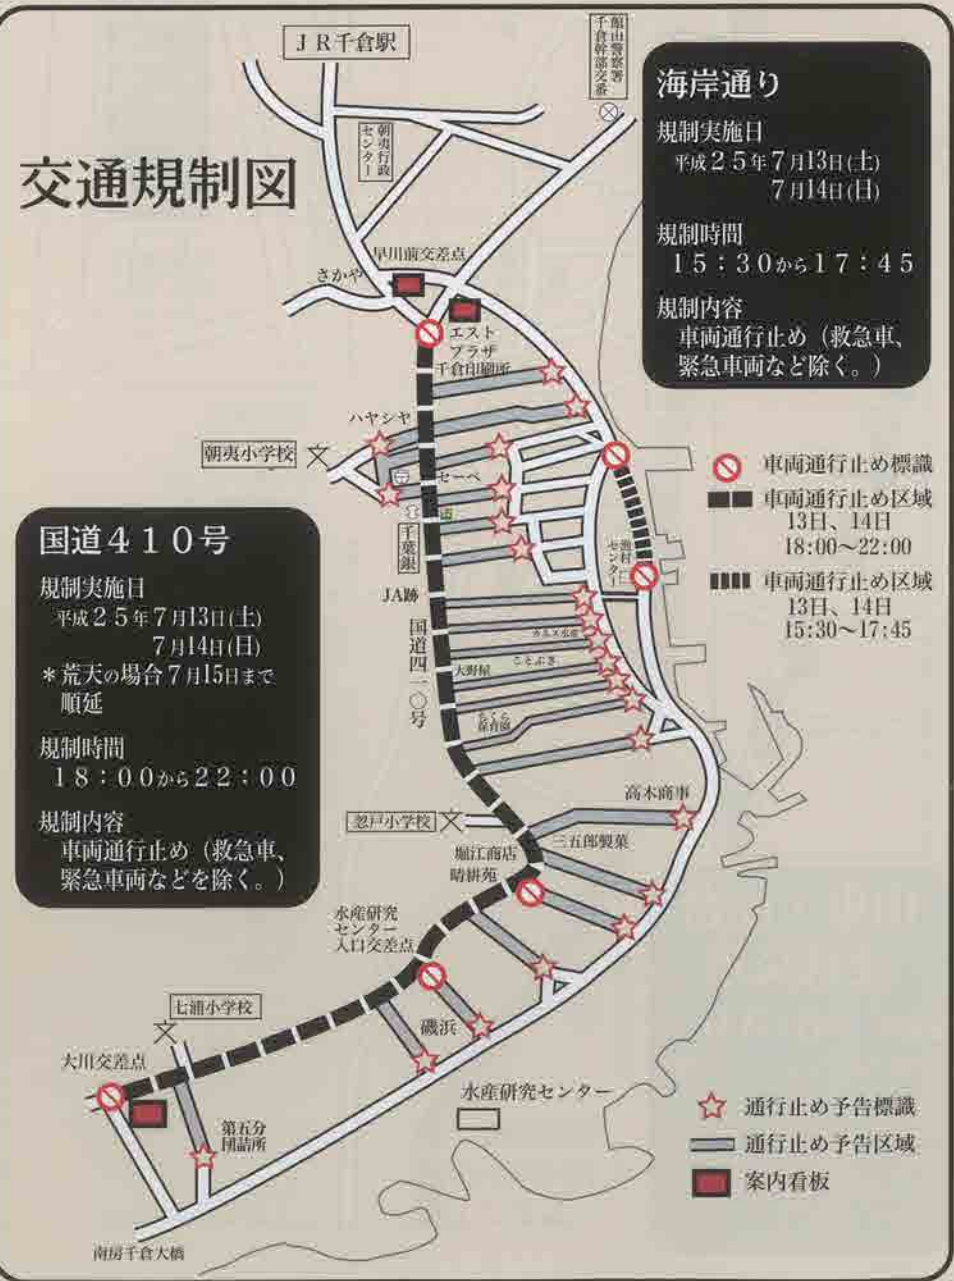 JR千倉駅
館山警察署
千倉幹部交番
交通規制図
朝夷行政
センター
海岸通り
規制実施日
平成25年7月13日(土)
7月14日(日)
規制時間
15:30から17:45
規制内容
車両通行止め(救急車、
緊急車両など除く。)
早川前交差点
さかや
エスト
プラザ
千倉印刷所
ハヤシヤ
朝夷小学校
セーベ
千葉銀
JA跡
国道四一〇号
漁村
センター
カネス水産
ことぶき
大野屋
ちくら
保育園
車両通行止め標識
車両通行止め区域
13日、14日
18:00~22:00
車両通行止め区域
13日、14日
15:30~17:45
国道410号
規制実施日
平成25年7月13日(土)
7月14日(日)
*荒天の場合7月15日まで
順延
規制時間
18:00から22:00
規制内容
車両通行止め(救急車、
緊急車両などを除く。)
高木商事
忽戸小学校
三五郎製菓
堀江商店
晴耕苑
水産研究
センター
入口交差点
七浦小学校
磯浜
大川交差点
第五分
団詰所
水産研究センター
南房千倉大橋
通行止め予告標識
通行止め予告区域
案内看板